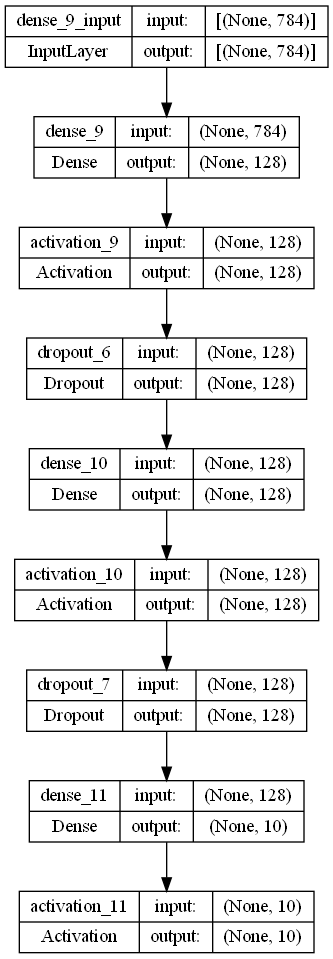 dense_9_input input: [(None, 784)]
InputLayer output: [(None, 784)]
dense_9 input: (None, 784)
Dense output: (None, 128)
activation_9 input: (None, 128)
Activation output: (None, 128)
dropout_6 input: (None, 128)
Dropout output: (None, 128)
dense_10 input: (None, 128)
Dense output: (None, 128)
activation_10 input: (None, 128)
Activation output: (None, 128)
dropout_7 input: (None, 128)
Dropout output: (None, 128)
dense_11 input: (None, 128)
Dense output: (None, 10)
activation_11 input: (None, 10)
Activation output: (None, 10)